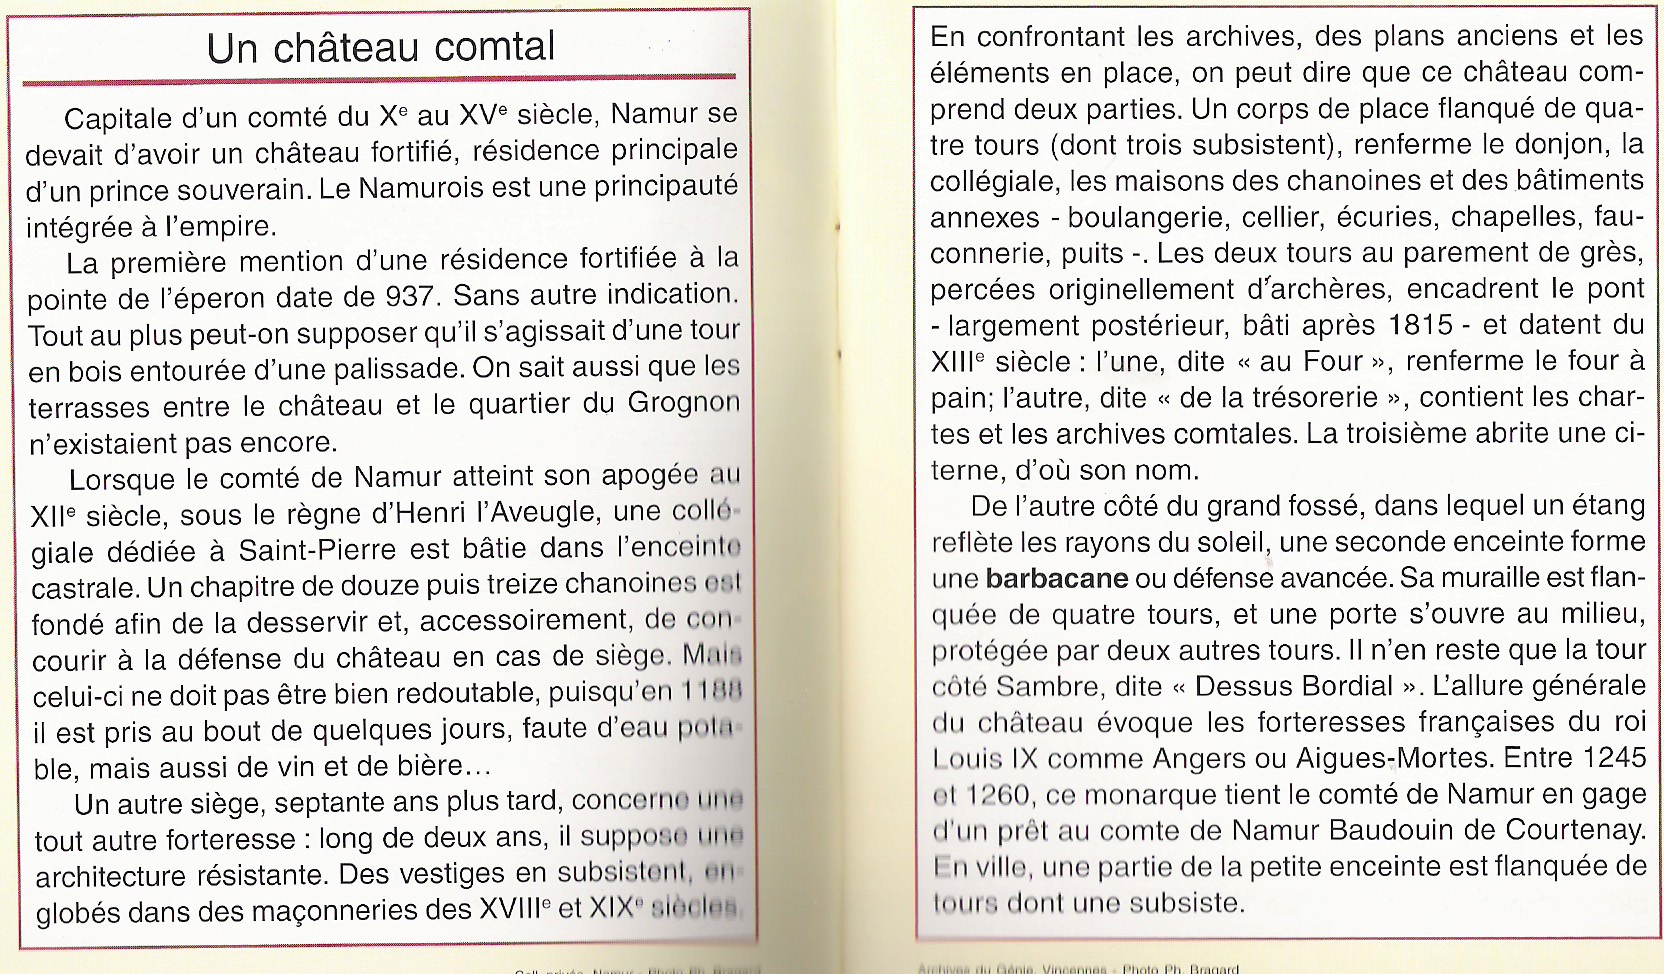 Un château comtal
Capitale d'un comté du Xe au XVe siècle, Namur se
devait d'avoir un château fortifié, résidence principale
d'un prince souverain. Le Namurois est une principauté
intégrée à l'empire.
La première mention d'une résidence fortifiée à la
pointe de l'éperon date de 937. Sans autre indication.
Tout au plus peut-on supposer qu'il s'agissait d'une tour
en bois entourée d'une palissade. On sait aussi que les
terrasses entre le château et le quartier du Grognon
n'existaient pas encore.
Lorsque le comté de Namur atteint son apogée au
XIIe siècle, sous le règne d'Henri l'Aveugle, une collé-
giale dédiée à Saint-Pierre est bâtie dans l'enceinte
castrale. Un chapitre de douze puis treize chanoines est
fondé afin de la desservir et, accessoirement, de con-
courir à la défense du château en cas de siège. Mais
celui-ci ne doit pas être bien redoutable, puisqu'en 1188
il est pris au bout de quelques jours, faute d'eau pota-
ble, mais aussi de vin et de bière...
Un autre siège, septante ans plus tard, concerne une
tout autre forteresse : long de deux ans, il suppose une
architecture résistante. Des vestiges en subsistent, en-
globés dans des maçonneries des XVIIIe et XIXe siècles.
Coll. privée, Namur - Photo Ph. Bragard
En confrontant les archives, des plans anciens et les
éléments en place, on peut dire que ce château com-
prend deux parties. Un corps de place flanqué de qua-
tre tours (dont trois subsistent), renferme le donjon, la
collégiale, les maisons des chanoines et des bâtiments
annexes - boulangerie, cellier, écuries, chapelles, fau-
connerie, puits -. Les deux tours au parement de grès,
percées originellement d'archères, encadrent le pont
- largement postérieur, bâti après 1815 - et datent du
XIIIe siècle : l'une, dite « au Four », renferme le four à
pain; l'autre, dite « de la trésorerie », contient les char-
tes et les archives comtales. La troisième abrite une ci-
terne, d'où son nom.
De l'autre côté du grand fossé, dans lequel un étang
reflète les rayons du soleil, une seconde enceinte forme
une barbacane ou défense avancée. Sa muraille est flan-
quée de quatre tours, et une porte s'ouvre au milieu,
protégée par deux autres tours. Il n'en reste que la tour
côté Sambre, dite « Dessus Bordial ». L'allure générale
du château évoque les forteresses françaises du roi
Louis IX comme Angers ou Aigues-Mortes. Entre 1245
et 1260, ce monarque tient le comté de Namur en gage
d'un prêt au comte de Namur Baudouin de Courtenay.
En ville, une partie de la petite enceinte est flanquée de
tours dont une subsiste.
Archives du Génie, Vincennes - Photo Ph. Bragard